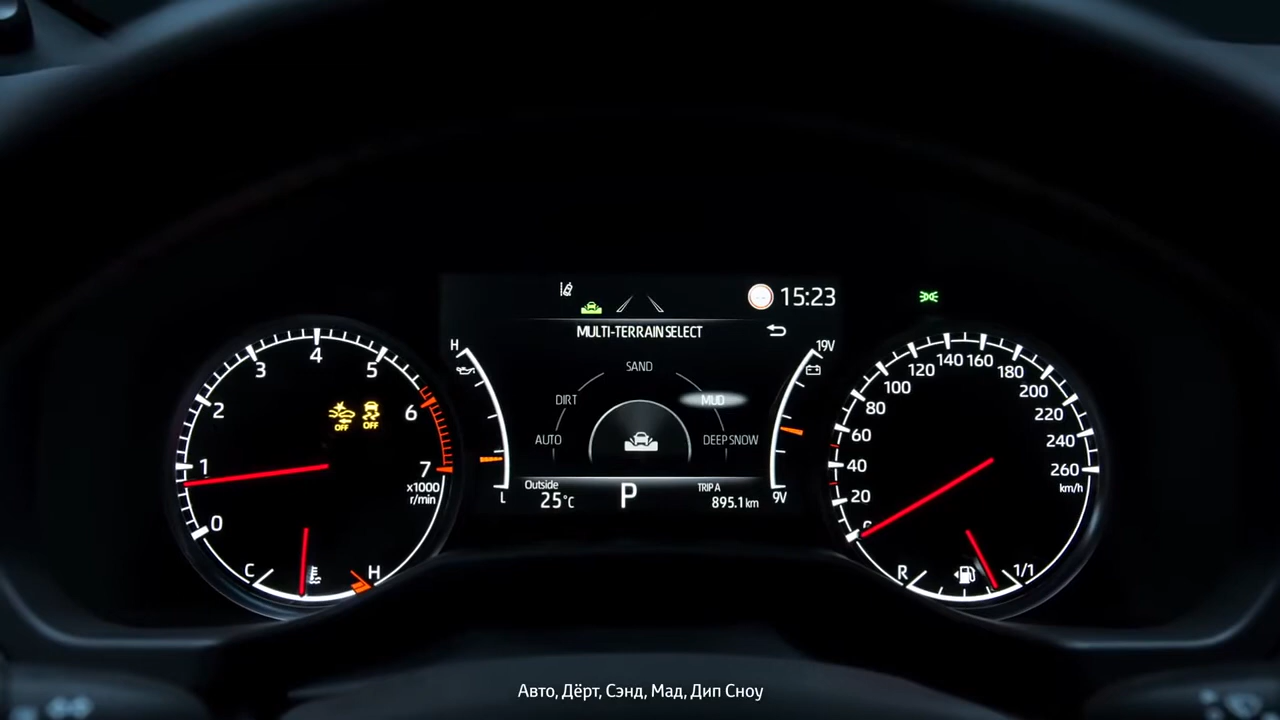 15:23
MULTI-TERRAIN SELECT
H
19V
SAND
DIRT
MUD
AUTO
DEEP SNOW
L
9V
Outside
25°C
P
TRIP A
895.1 km
0
1
2
3
4
5
6
7
x1000
r/min
OFF
OFF
C
H
0
20
40
60
80
100
120
140
160
180
200
220
240
260
km/h
R
1/1
Авто, Дёрт, Сэнд, Мад, Дип Сноу